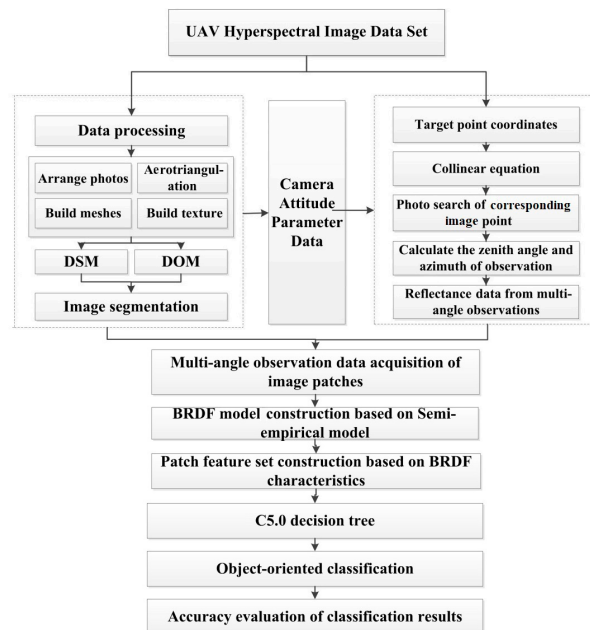 UAV Hyperspectral Image Data Set
Data processing
Arrange photos
Aerotriangul-
ation
Build meshes
Build texture
DSM
DOM
Image segmentation
Camera
Attitude
Parameter
Data
Target point coordinates
Collinear equation
Photo search of corresponding
image point
Calculate the zenith angle and
azimuth of observation
Reflectance data from multi-
angle observations
Multi-angle observation data acquisition of
image patches
BRDF model construction based on Semi-
empirical model
Patch feature set construction based on BRDF
characteristics
C5.0 decision tree
Object-oriented classification
Accuracy evaluation of classification results